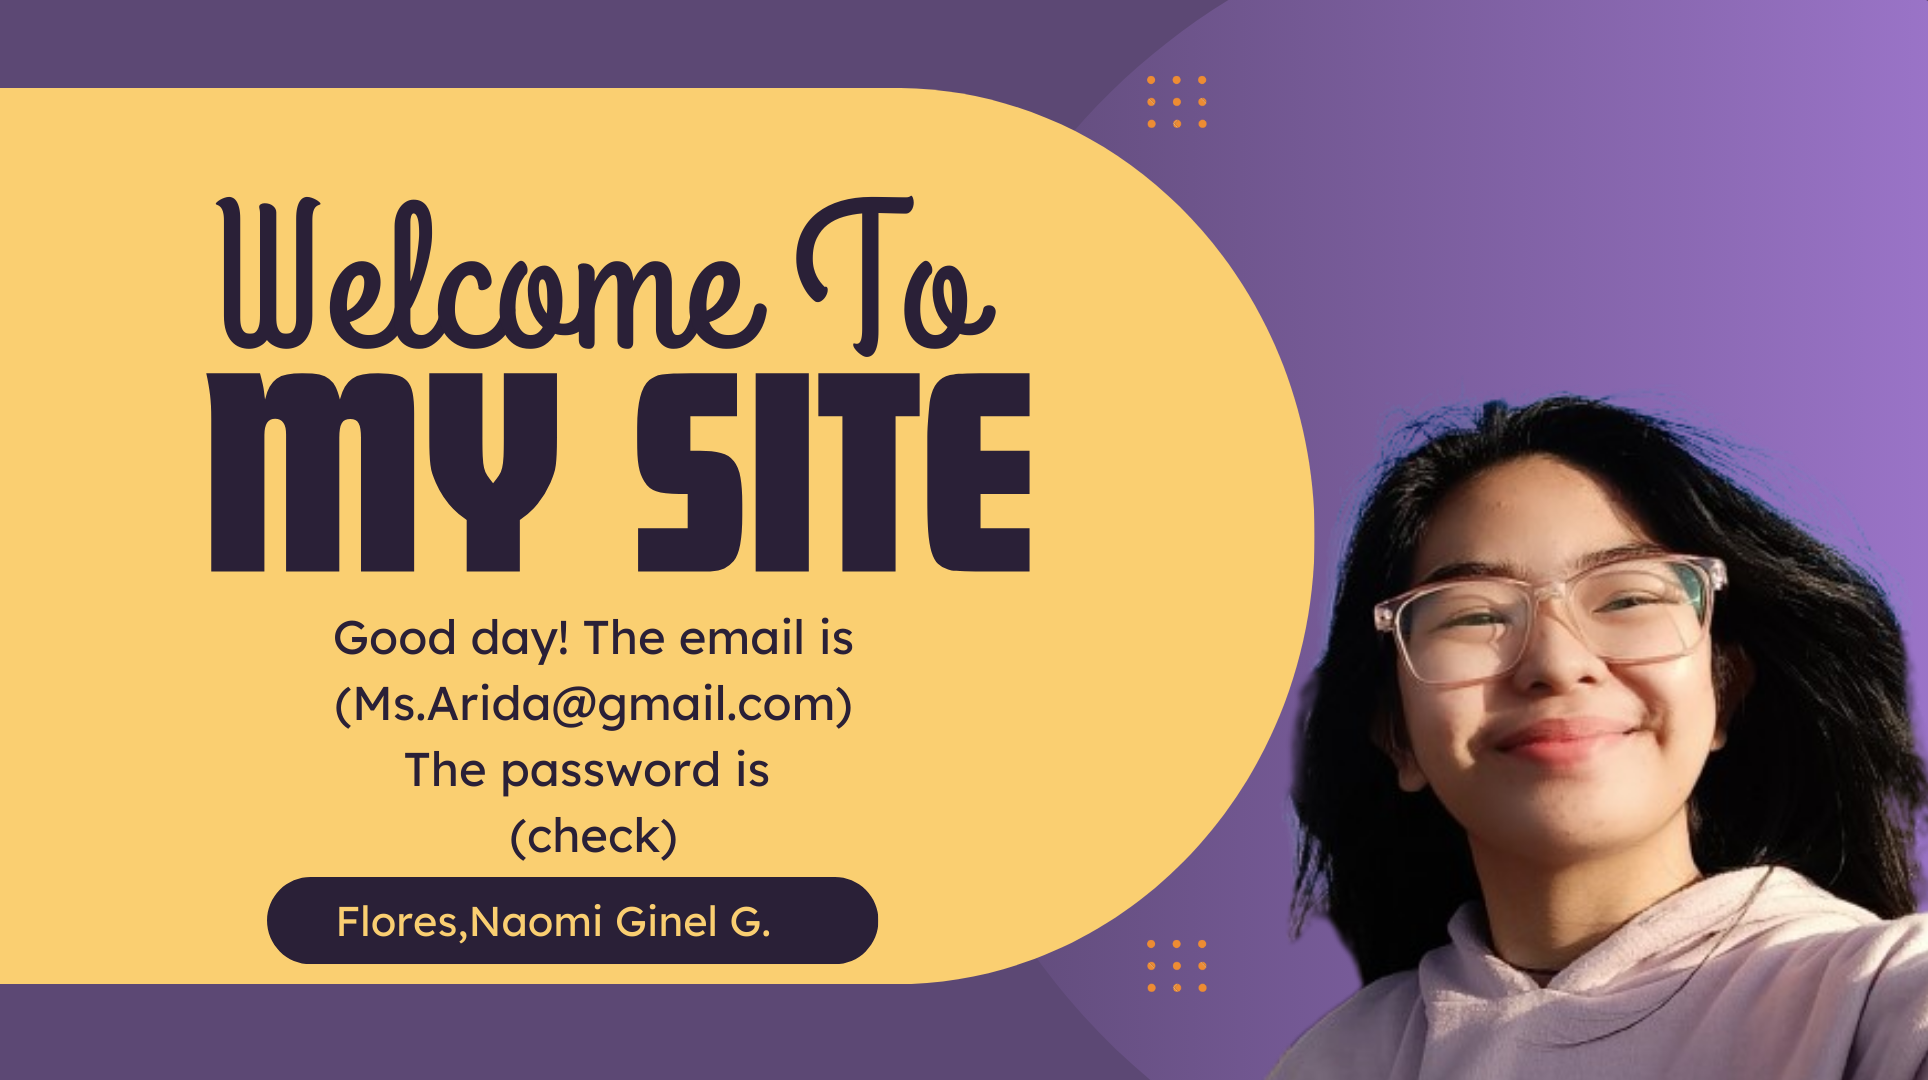 Welcome To
MY SITE
Good day! The email is
(Ms.Arida@gmail.com)
The password is
(check)
Flores,Naomi Ginel G.